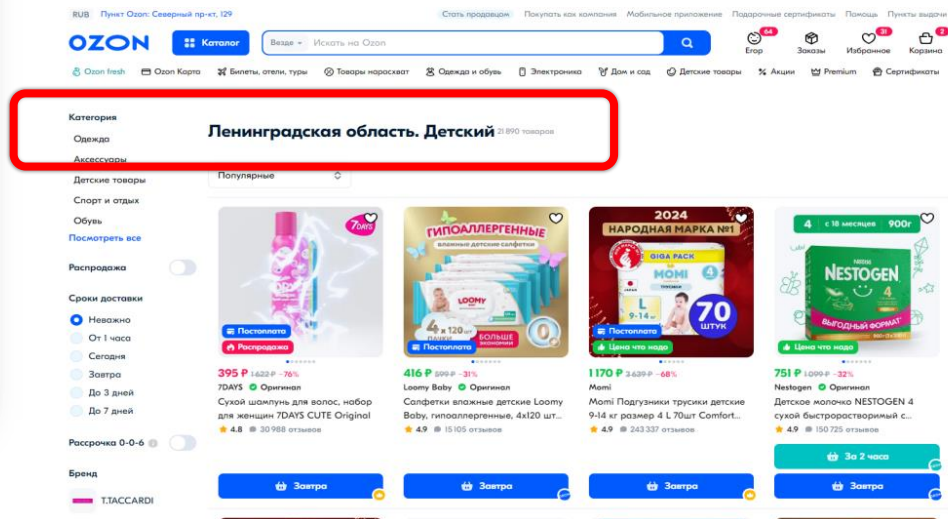 RUB Пункт Ozon: Северный пр-кт, 129 Стать продавцом Покупать как компания Мобильное приложение Подарочные сертификаты Помощь Пункты выдачи
OZON Каталог Везде Искать на Ozon
64 31 2
Егор Заказы Избранное Корзина
Ozon fresh Ozon Карта Билеты, отели, туры Товары нарасхват Одежда и обувь Электроника Дом и сад Детские товары Акции Premium Сертификаты
Категория
Ленинградская область. Детский 21 890 товаров
Одежда
Аксессуары
Детские товары
Популярные
Спорт и отдых
Обувь
Посмотреть все
Распродажа
Сроки доставки
Неважно
От 1 часа
Сегодня
Завтра
До 3 дней
До 7 дней
Рассрочка 0-0-6
Бренд
T.TACCARDI
7DAYS
Постоплата
Распродажа
395 ₽ 1 622 ₽ -76%
7DAYS Оригинал
Сухой шампунь для волос, набор
для женщин 7DAYS CUTE Original
4.8 30 988 отзывов
Завтра
ГИПОАЛЛЕРГЕННЫЕ
влажные детские салфетки
LOOMY
4 x 120 шт
ПАЧКИ
БОЛЬШЕ
экономии
Постоплата
416 ₽ 599 ₽ -31%
Loomy Baby Оригинал
Салфетки влажные детские Loomy
Baby, гипоаллергенные, 4x120 шт...
4.9 15 105 отзывов
Завтра
2024
НАРОДНАЯ МАРКА №1
GIGA PACK
MOMI 4
ТРУСИКИ
L
9-14 кг
70
ШТУК
Постоплата
Цена что надо
1 170 ₽ 3 639 ₽ -68%
Momi
Momi Подгузники трусики детские
9-14 кг размер 4 L 70шт Comfort...
4.9 243 337 отзывов
Завтра
4 с 18 месяцев 900г
Nestlé
NESTOGEN
4
ВЫГОДНЫЙ ФОРМАТ
Цена что надо
751 ₽ 1 099 ₽ -32%
Nestogen Оригинал
Детское молочко NESTOGEN 4
сухой быстрорастворимый с...
4.9 150 725 отзывов
За 2 часа
Завтра